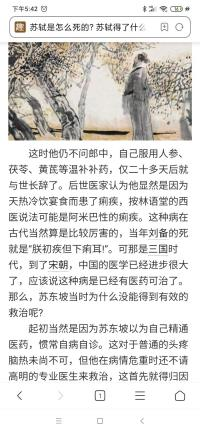 下午5:42
苏轼是怎么死的? 苏轼得了什么
这时他仍不问郎中，自己服用人参、
茯苓、黄芪等温补补药，仅二十多天后就
与世长辞了。后世医家认为他显然是因为
天热冷饮宴食而患了痢疾，按林语堂的西
医说法可能是阿米巴性的痢疾。这种病在
古代当然算是比较厉害的，当年刘备的死
就是“朕初疾但下痢耳!”。可那是三国时
代，到了宋朝，中国的医学已经进步很大
了，应该说这种病是已经有医药可治了。
那么，苏东坡当时为什么没能得到有效的
救治呢?
起初当然是因为苏东坡以为自己精通
医药，惯常自病自诊。这对于普通的头疼
脑热未尚不可，但他在病情危重时还不请
高明的专业医生来救治，这首先就得归因
1